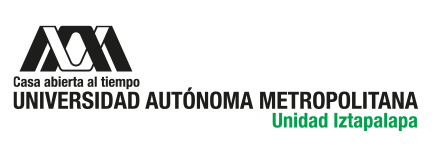 Casa abierta al tiempo
UNIVERSIDAD AUTÓNOMA METROPOLITANA
Unidad Iztapalapa